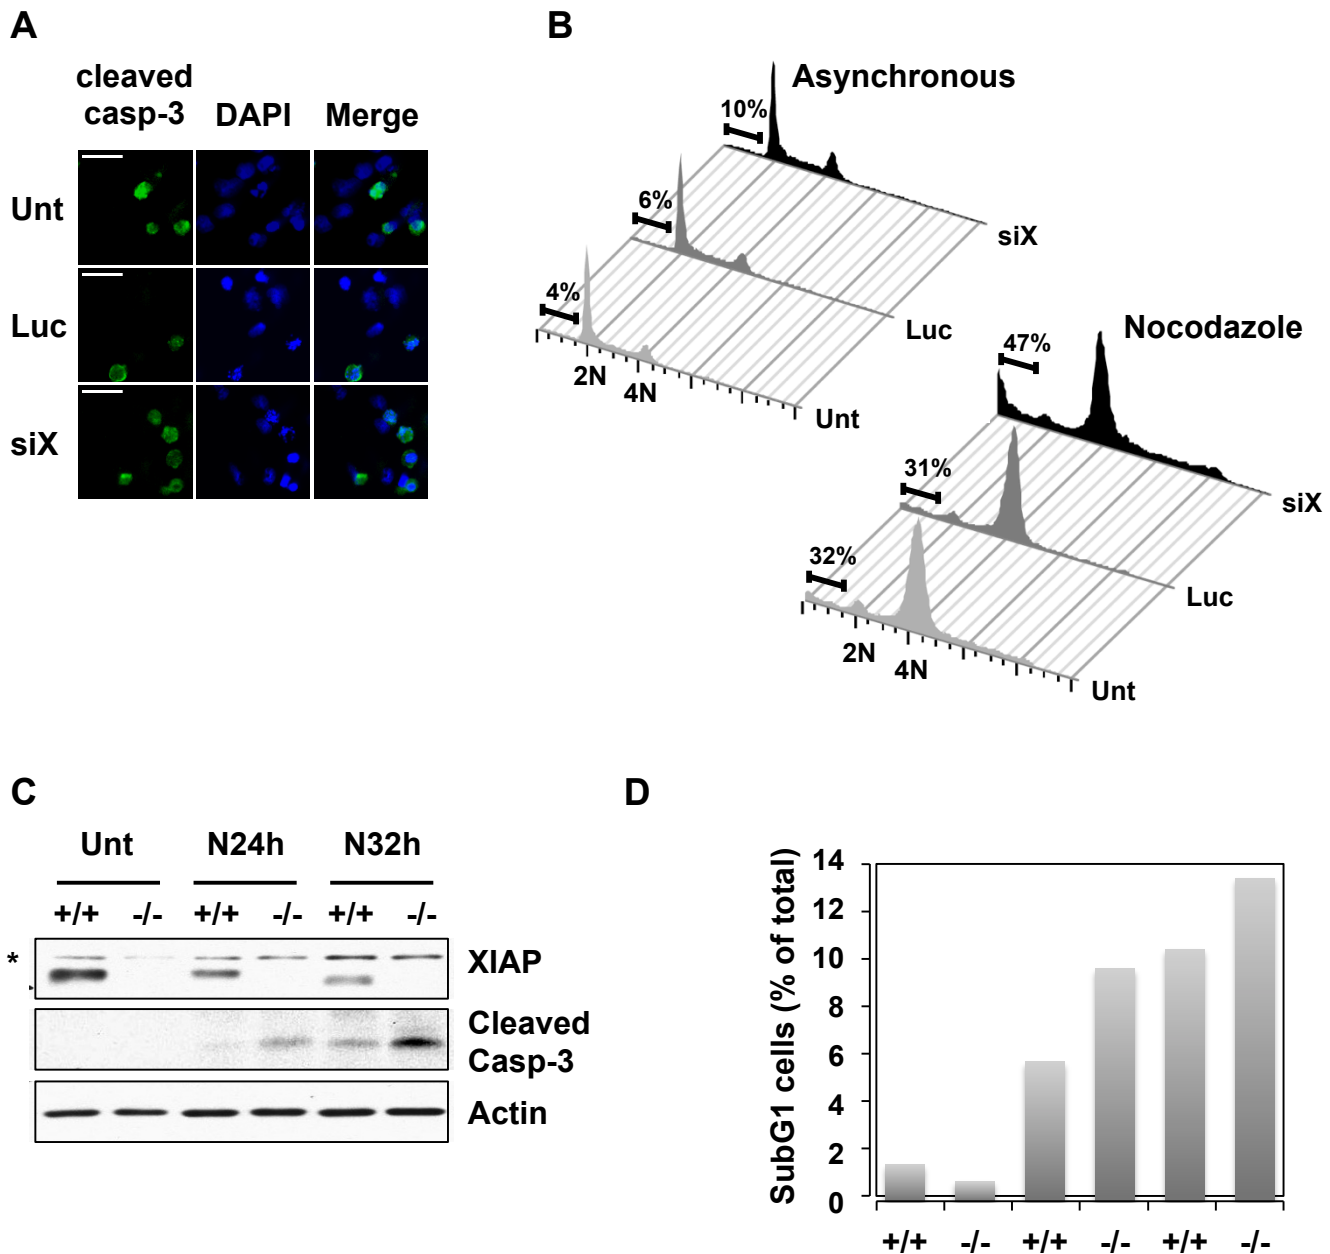 A
cleaved
casp-3
DAPI
Merge
Unt
Luc
siX
B
Asynchronous
10%
siX
6%
Luc
4%
2N
4N
Unt
Nocodazole
47%
siX
31%
Luc
32%
2N
4N
Unt
C
Unt N24h N32h
+/+ -/- +/+ -/- +/+ -/-
*
XIAP
Cleaved
Casp-3
Actin
D
SubG1 cells (% of total)
14
12
10
8
6
4
2
0
+/+ -/- +/+ -/- +/+ -/-